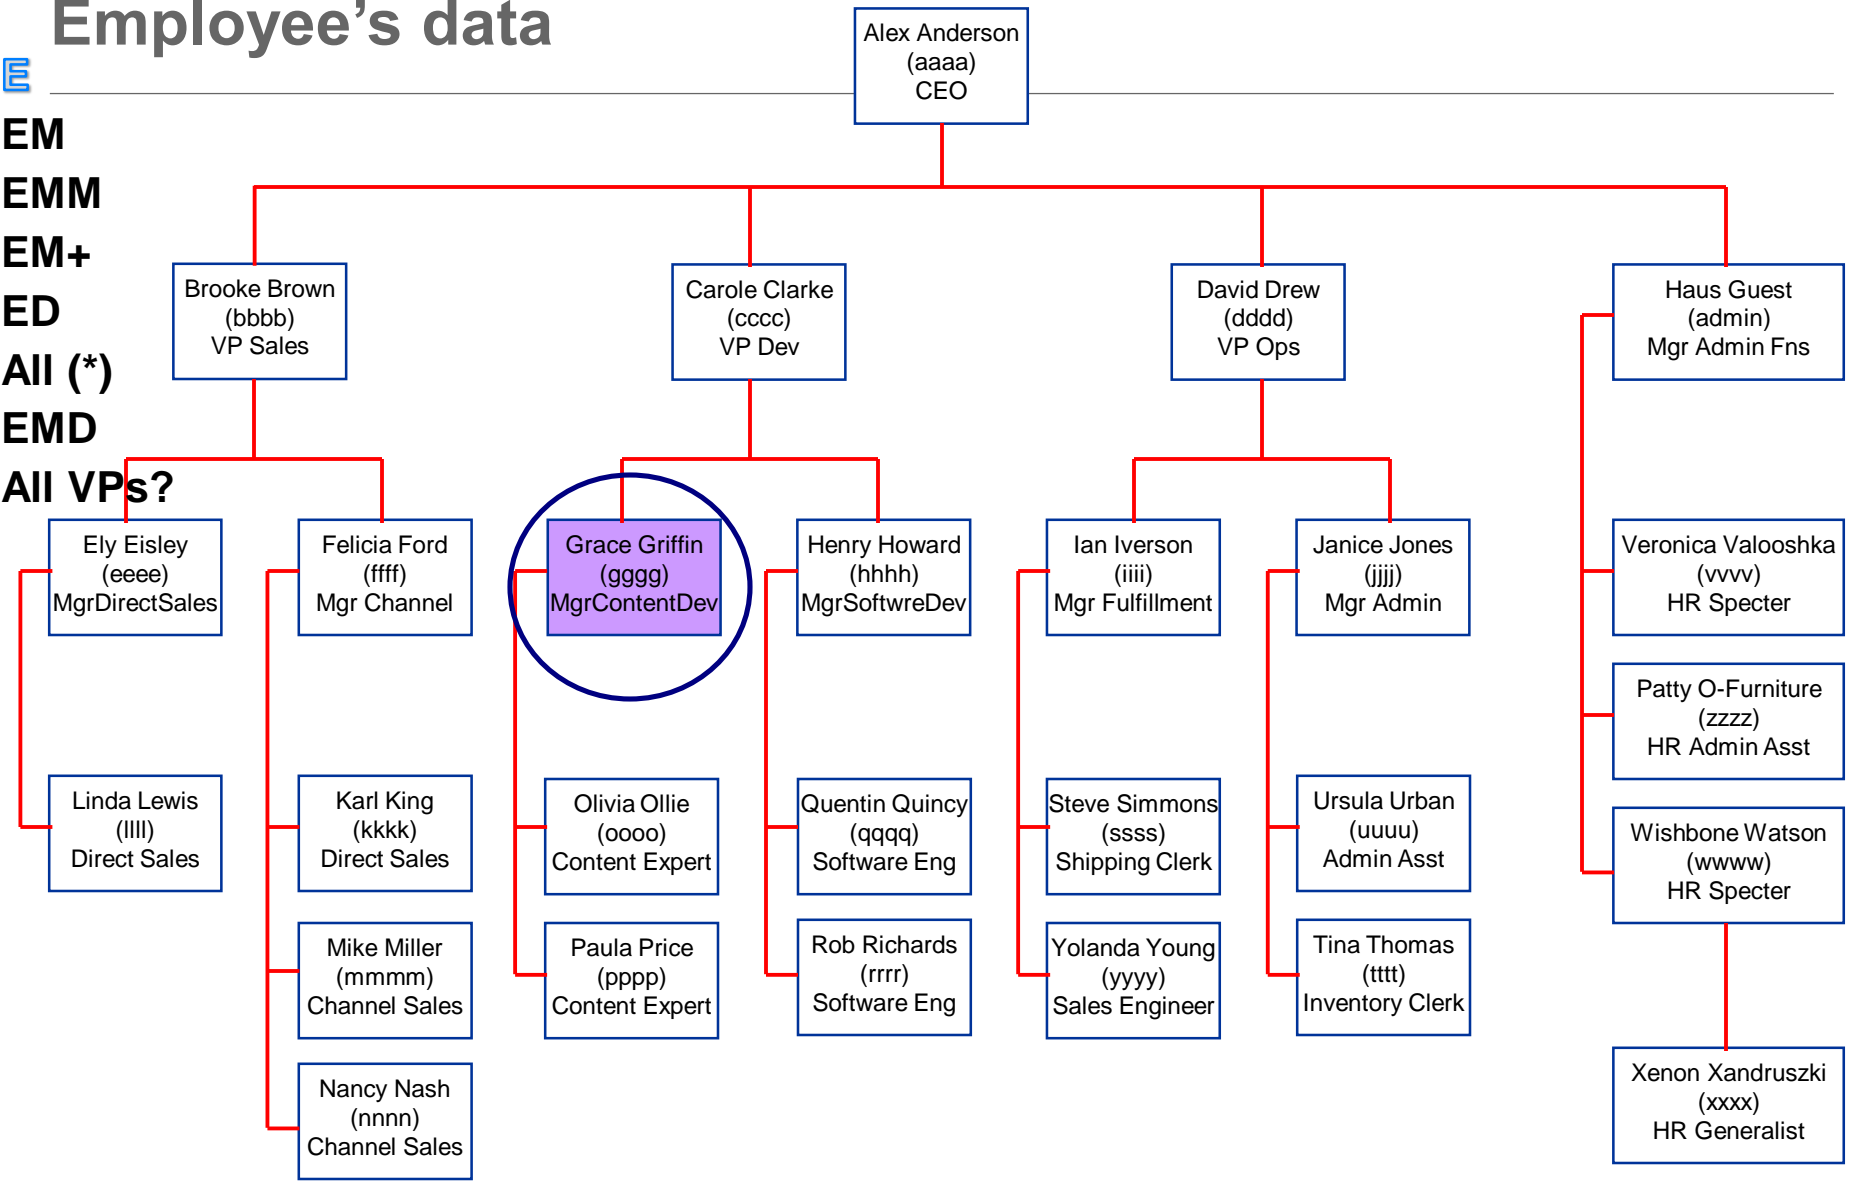 Employee's data
E
EM
EMM
EM+
ED
All (*)
EMD
All VPs?
Alex Anderson
(aaaa)
CEO
Brooke Brown
(bbbb)
VP Sales
Carole Clarke
(cccc)
VP Dev
David Drew
(dddd)
VP Ops
Haus Guest
(admin)
Mgr Admin Fns
Ely Eisley
(eeee)
MgrDirectSales
Felicia Ford
(ffff)
Mgr Channel
Grace Griffin
(gggg)
MgrContentDev
Henry Howard
(hhhh)
MgrSoftwreDev
Ian Iverson
(iiii)
Mgr Fulfillment
Janice Jones
(jjjj)
Mgr Admin
Veronica Valooshka
(vvvv)
HR Specter
Patty O-Furniture
(zzzz)
HR Admin Asst
Linda Lewis
(llll)
Direct Sales
Karl King
(kkkk)
Direct Sales
Olivia Ollie
(oooo)
Content Expert
Quentin Quincy
(qqqq)
Software Eng
Steve Simmons
(ssss)
Shipping Clerk
Ursula Urban
(uuuu)
Admin Asst
Wishbone Watson
(wwww)
HR Specter
Mike Miller
(mmmm)
Channel Sales
Paula Price
(pppp)
Content Expert
Rob Richards
(rrrr)
Software Eng
Yolanda Young
(yyyy)
Sales Engineer
Tina Thomas
(tttt)
Inventory Clerk
Nancy Nash
(nnnn)
Channel Sales
Xenon Xandruszki
(xxxx)
HR Generalist